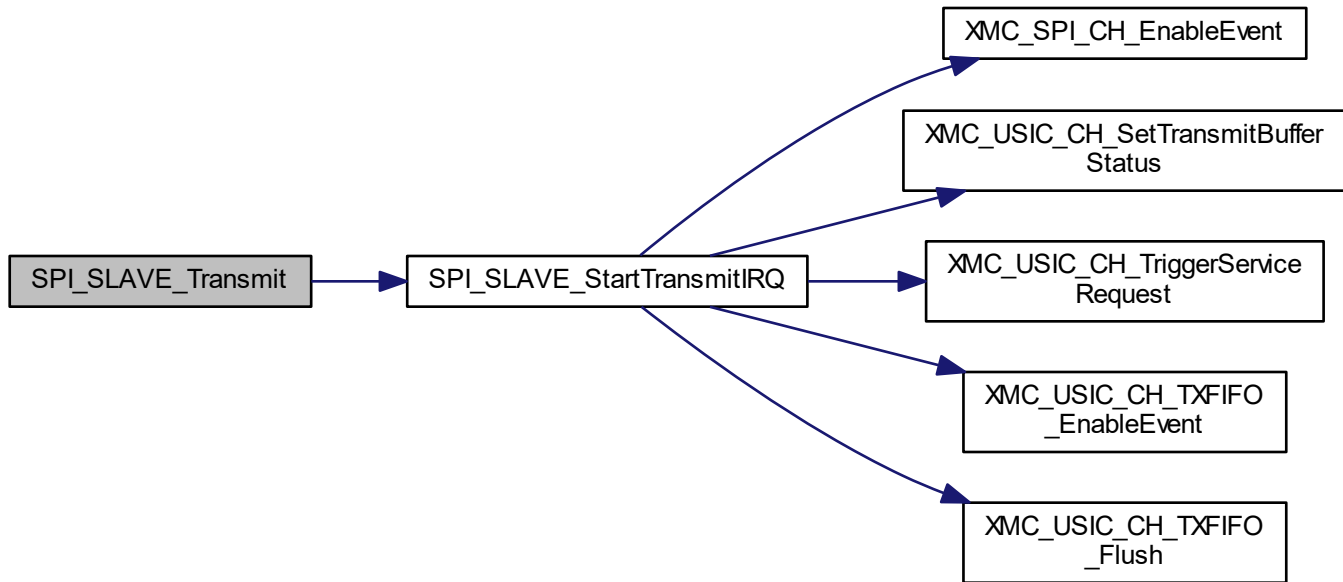 XMC_SPI_CH_EnableEvent
XMC_USIC_CH_SetTransmitBuffer
Status
SPI_SLAVE_Transmit
SPI_SLAVE_StartTransmitIRQ
XMC_USIC_CH_TriggerService
Request
XMC_USIC_CH_TXFIFO
_EnableEvent
XMC_USIC_CH_TXFIFO
_Flush